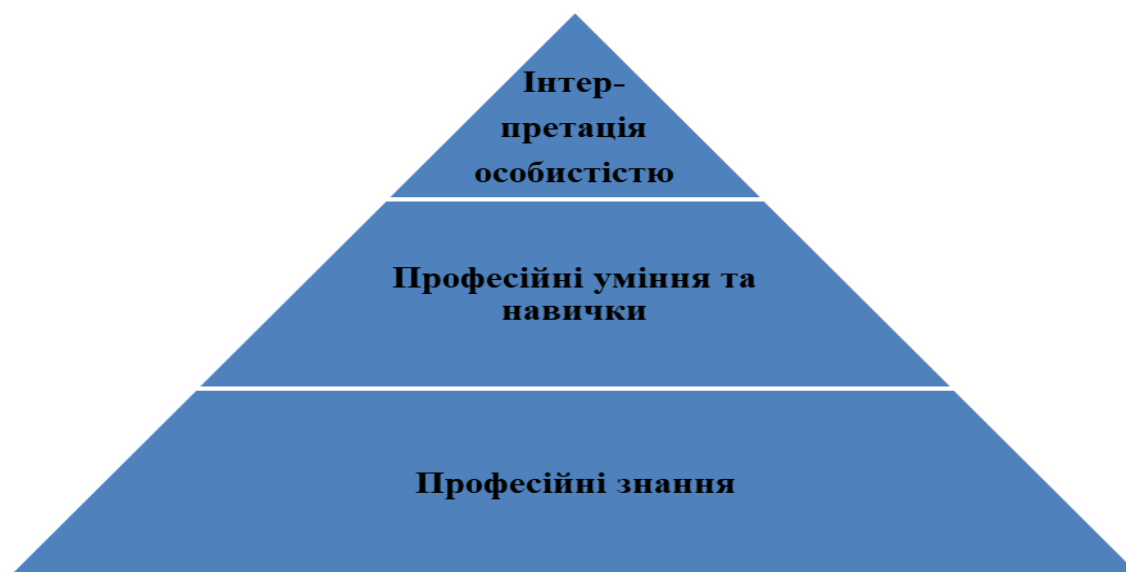 Інтер-
претація
особистістю
Професійні уміння та
навички
Професійні знання